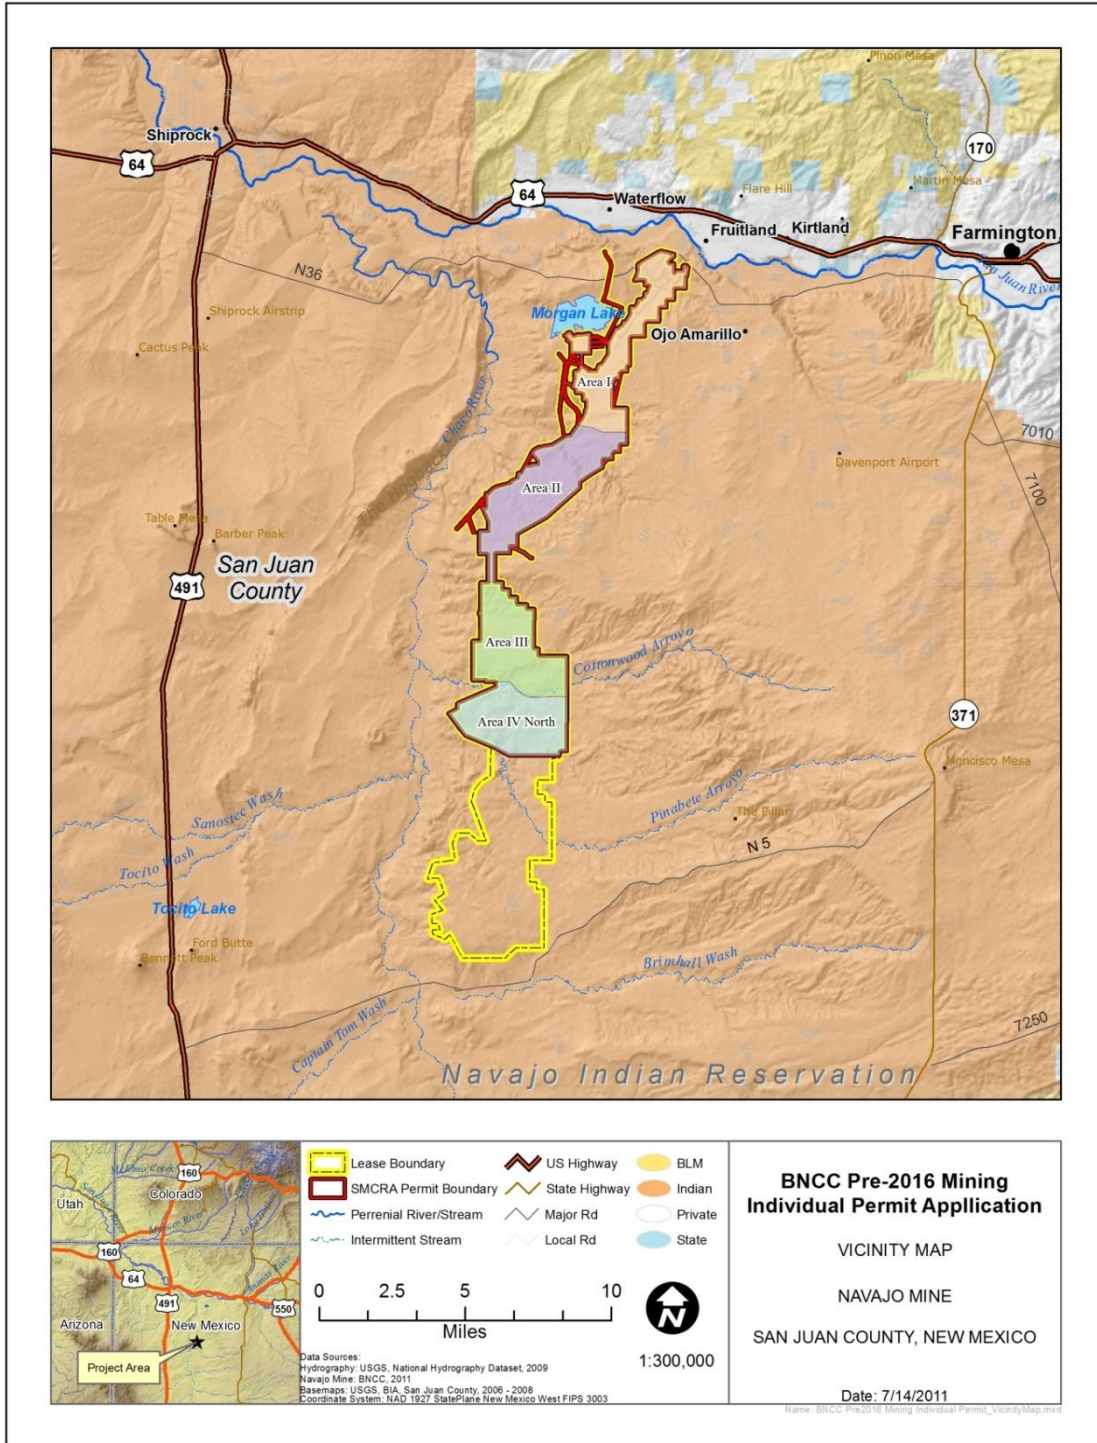 Pinon Mesa
Shiprock
64
170
64
Waterflow
Flare Hill
Martin Mesa
Fruitland
Kirtland
Farmington
San Juan River
N36
Shiprock Airstrip
Morgan Lake
Ojo Amarillo
Cactus Peak
Area I
Chaco River
7010
Davenport Airport
7100
Area II
The Hogback
Table Mesa
Barber Peak
San Juan
County
491
Area III
Cottonwood Arroyo
Area IV North
371
Moncisco Mesa
Sanostee Wash
Pinabete Arroyo
The Pillar
N 5
Tocito Wash
Tocito Lake
Ford Butte
Bennett Peak
Brimhall Wash
Captain Tom Wash
7250
Navajo Indian Reservation
McElmo Creek
160
Colorado
Utah
San Juan River
Mancos River
160
64
491
Animas River
550
Arizona
New Mexico
Project Area
Lease Boundary
SMCRA Permit Boundary
Perrenial River/Stream
Intermittent Stream
US Highway
State Highway
Major Rd
Local Rd
BLM
Indian
Private
State
0 2.5 5 10
Miles
N
1:300,000
Data Sources:
Hydrography: USGS, National Hydrography Dataset, 2009
Navajo Mine: BNCC, 2011
Basemaps: USGS, BIA, San Juan County, 2006 - 2008
Coordinate System: NAD 1927 StatePlane New Mexico West FIPS 3003
BNCC Pre-2016 Mining
Individual Permit Appllication
VICINITY MAP
NAVAJO MINE
SAN JUAN COUNTY, NEW MEXICO
Date: 7/14/2011
Name: BNCC Pre2016 Mining Individual Permit_VicinityMap.mxd